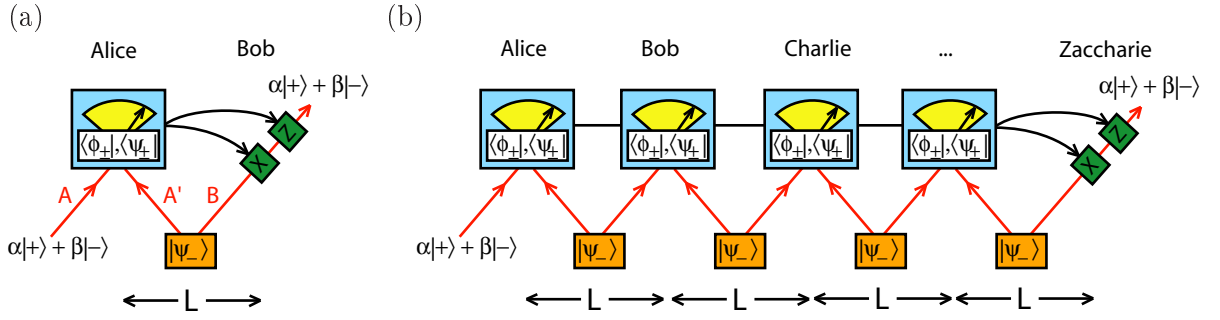 (a)
Alice Bob
α|+⟩ + β|−⟩
⟨ϕ±|,⟨ψ±|
Z
X
A A' B
α|+⟩ + β|−⟩
|ψ−⟩
L
(b)
Alice Bob Charlie ... Zaccharie
α|+⟩ + β|−⟩
⟨ϕ±|,⟨ψ±| ⟨ϕ±|,⟨ψ±| ⟨ϕ±|,⟨ψ±| ⟨ϕ±|,⟨ψ±|
Z
X
α|+⟩ + β|−⟩
|ψ−⟩ |ψ−⟩ |ψ−⟩ |ψ−⟩
L L L L